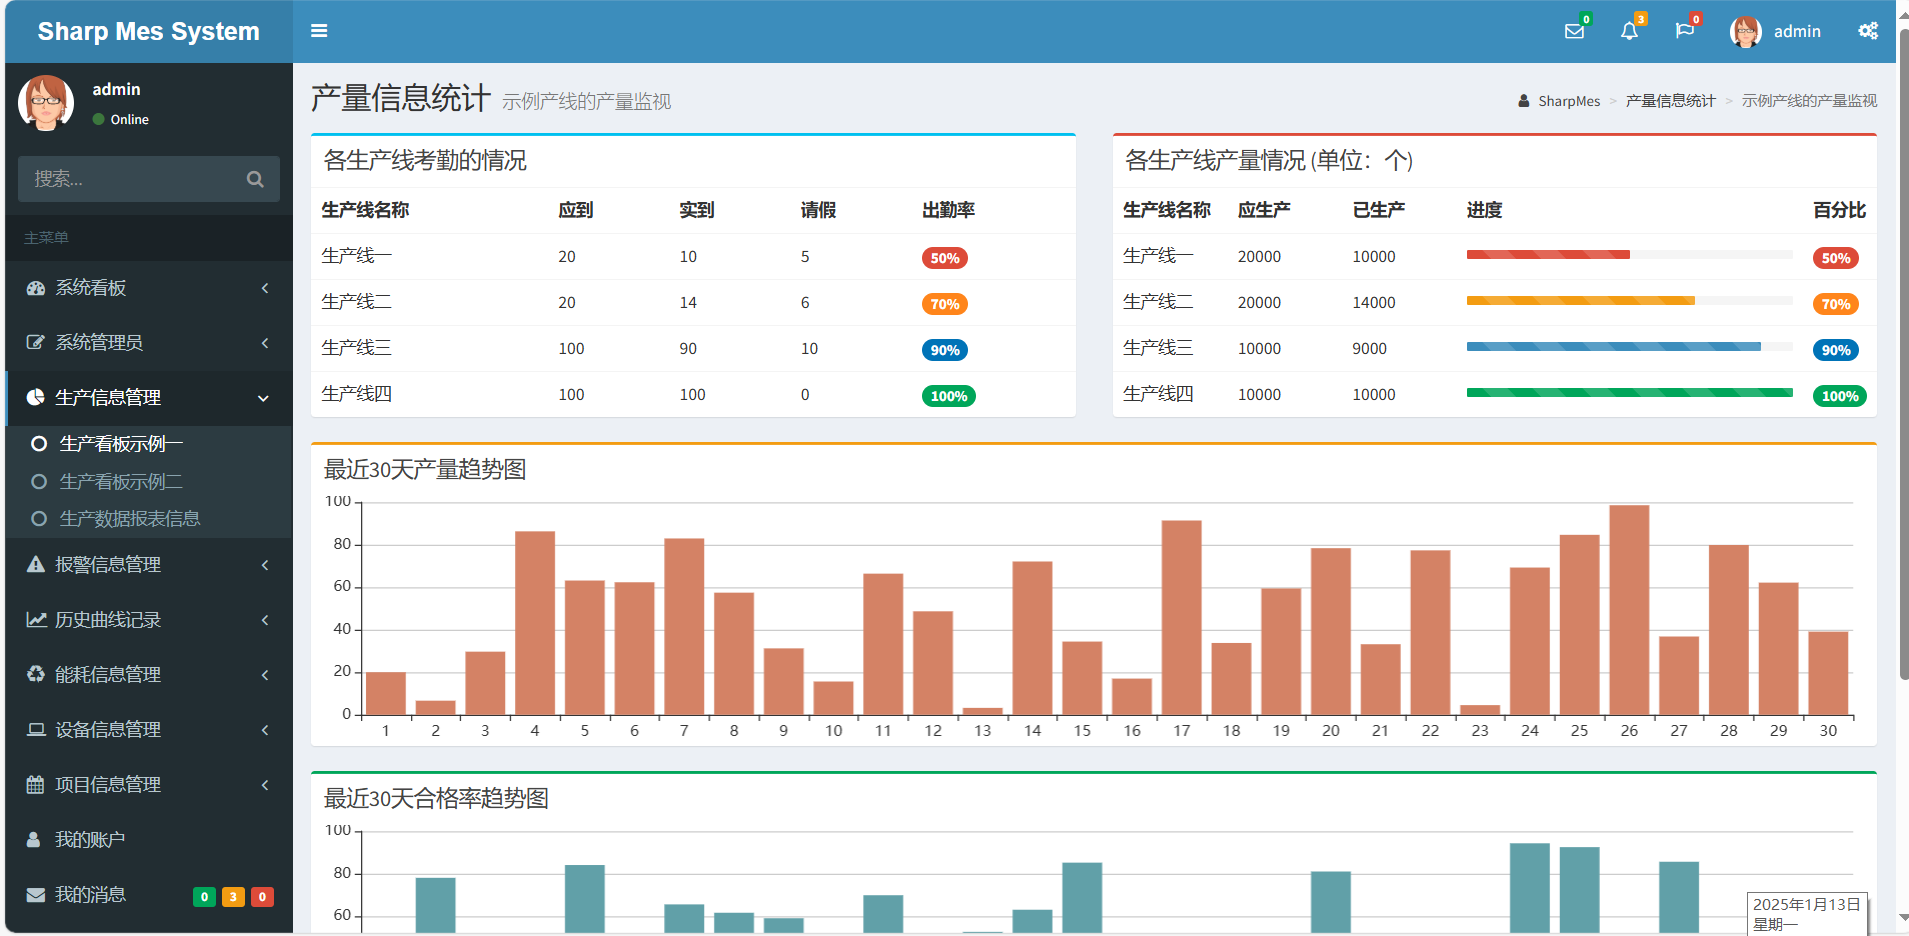 Sharp Mes System
0
3
0
admin
admin
Online
搜索...
主菜单
系统看板
系统管理员
生产信息管理
生产看板示例一
生产看板示例二
生产数据报表信息
报警信息管理
历史曲线记录
能耗信息管理
设备信息管理
项目信息管理
我的账户
我的消息 0 3 0
产量信息统计 示例产线的产量监视
SharpMes > 产量信息统计 > 示例产线的产量监视
各生产线考勤的情况
生产线名称 应到 实到 请假 出勤率
生产线一 20 10 5 50%
生产线二 20 14 6 70%
生产线三 100 90 10 90%
生产线四 100 100 0 100%
各生产线产量情况 (单位：个)
生产线名称 应生产 已生产 进度 百分比
生产线一 20000 10000 50%
生产线二 20000 14000 70%
生产线三 10000 9000 90%
生产线四 10000 10000 100%
最近30天产量趋势图
100
80
60
40
20
0
1 2 3 4 5 6 7 8 9 10 11 12 13 14 15 16 17 18 19 20 21 22 23 24 25 26 27 28 29 30
最近30天合格率趋势图
100
80
60
2025年1月13日
星期一